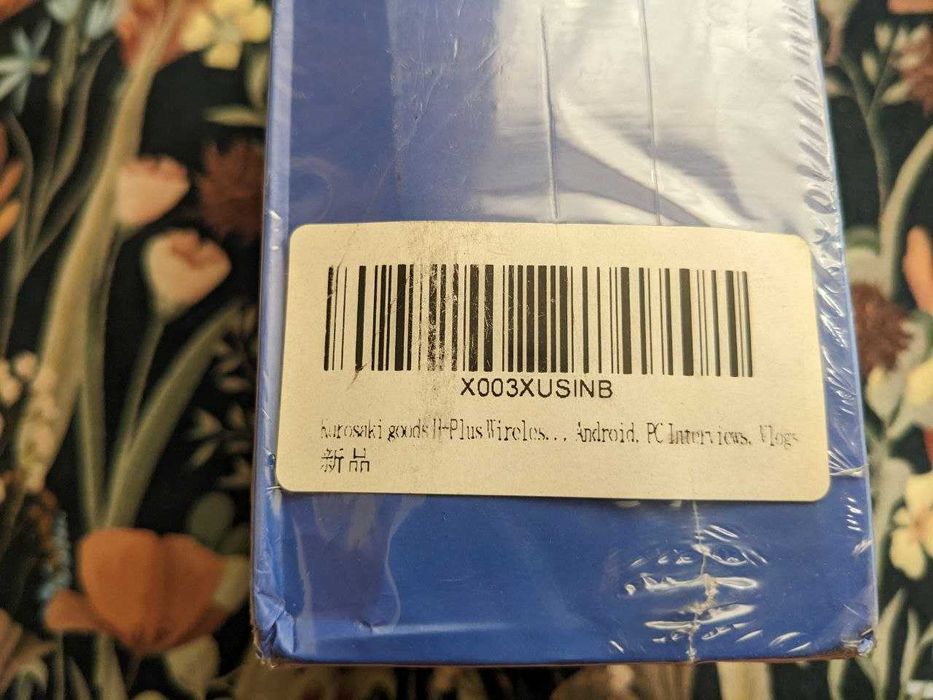 X003XUSINB
Kurosaki goods Plus Wireles... Android, PC Interviews, Vlogs
新品